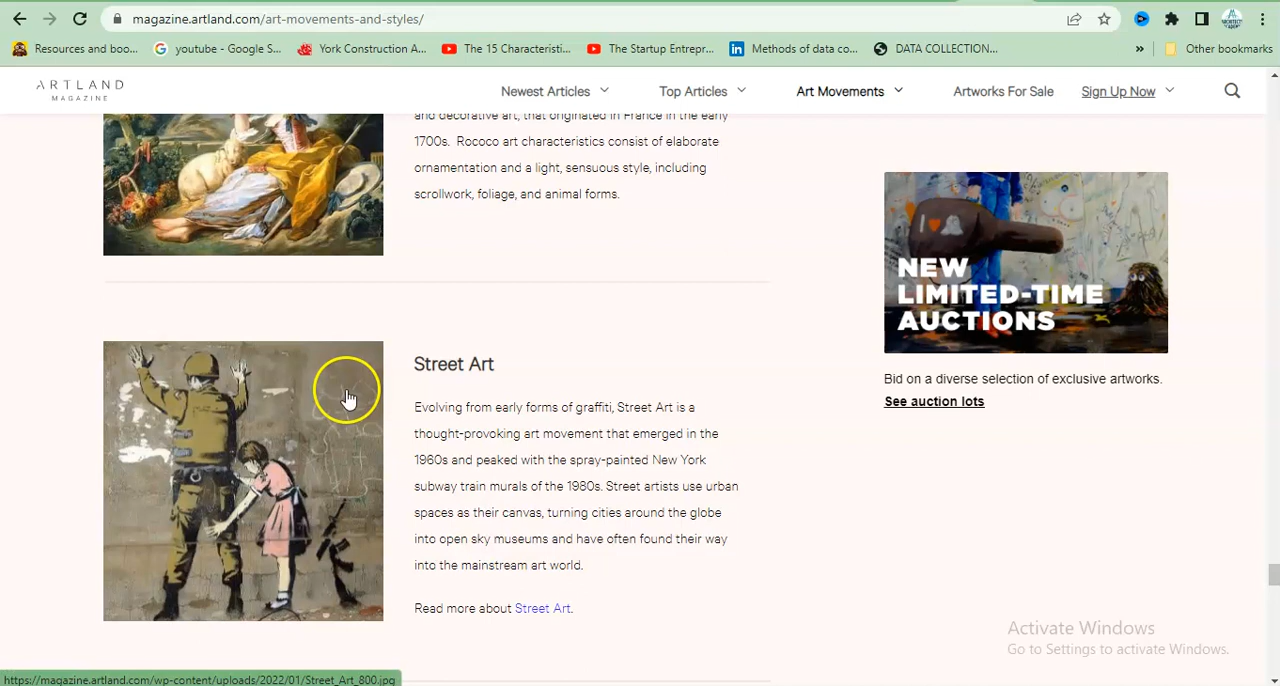 magazine.artland.com/art-movements-and-styles/
Resources and boo...
youtube - Google S...
York Construction A...
The 15 Characteristi...
The Startup Entrepr...
Methods of data co...
DATA COLLECTION...
»
Other bookmarks
ARTLAND
MAGAZINE
Newest Articles
Top Articles
Art Movements
Artworks For Sale
Sign Up Now
and decorative art, that originated in France in the early
1700s. Rococo art characteristics consist of elaborate
ornamentation and a light, sensuous style, including
scrollwork, foliage, and animal forms.
Street Art
Evolving from early forms of graffiti, Street Art is a
thought-provoking art movement that emerged in the
1960s and peaked with the spray-painted New York
subway train murals of the 1980s. Street artists use urban
spaces as their canvas, turning cities around the globe
into open sky museums and have often found their way
into the mainstream art world.
Read more about Street Art.
I
NEW
LIMITED-TIME
AUCTIONS
Bid on a diverse selection of exclusive artworks.
See auction lots
Activate Windows
Go to Settings to activate Windows.
https://magazine.artland.com/wp-content/uploads/2022/01/Street_Art_800.jpg